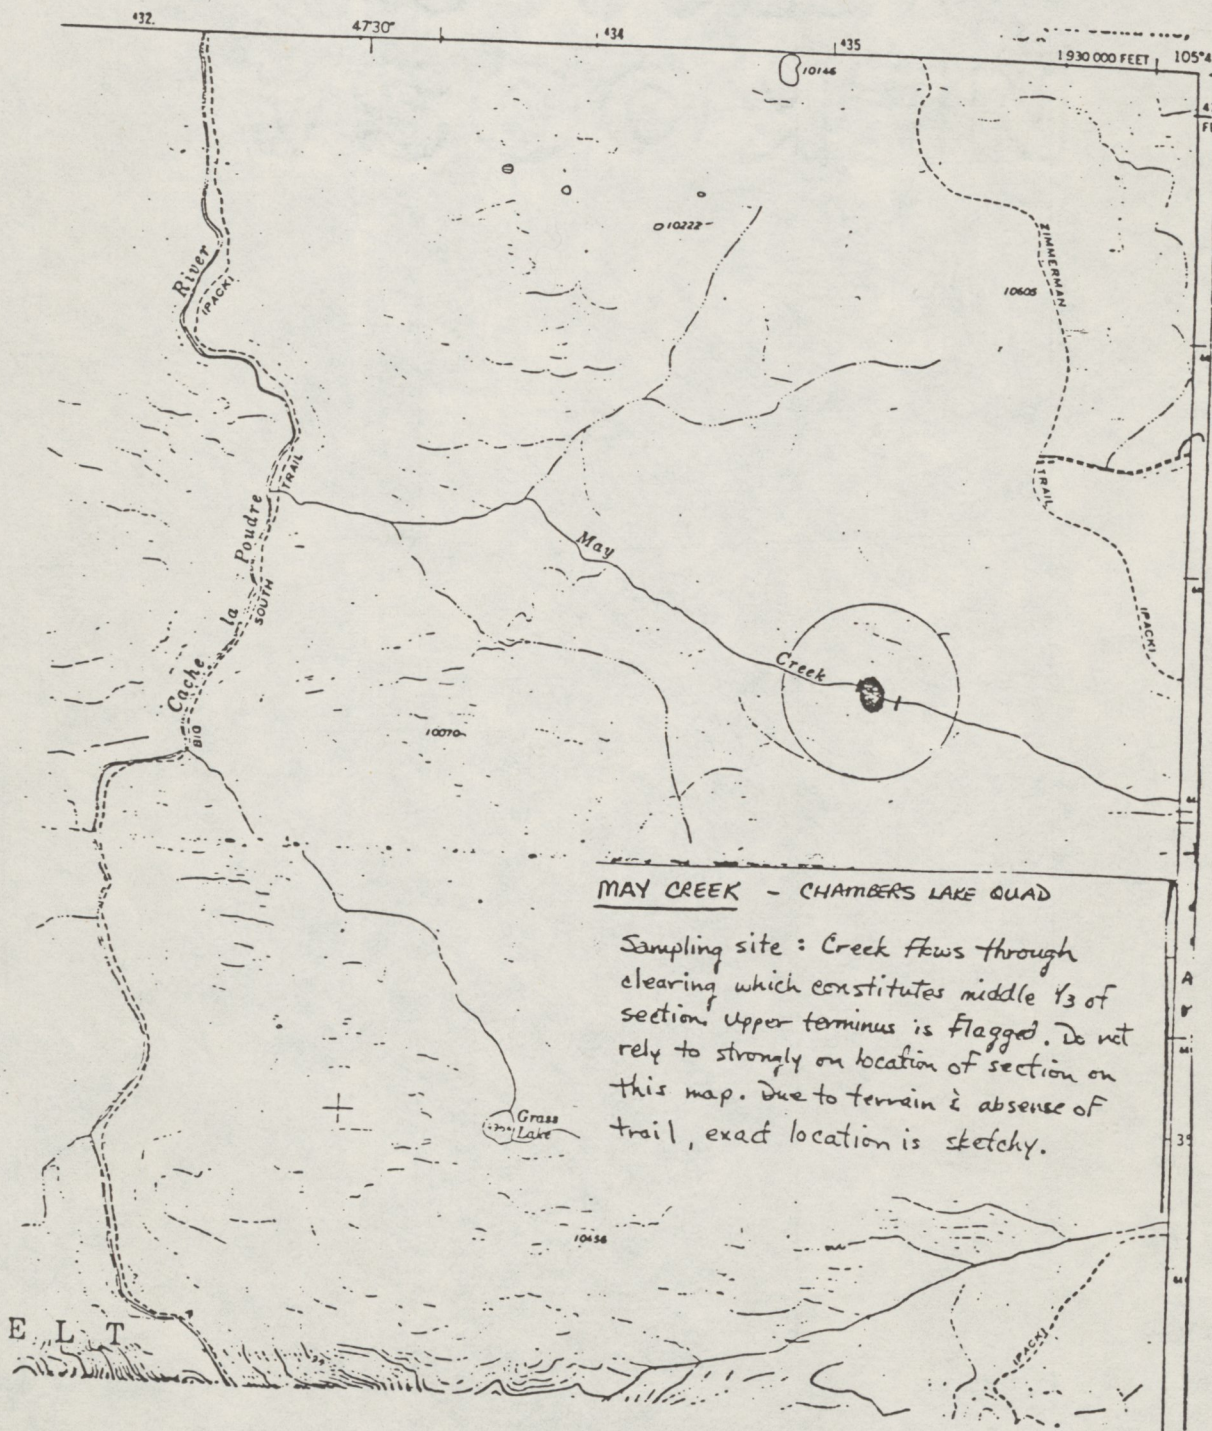 432.
47'30"
434
435
1 930 000 FEET
105°4
10146
10222
ZIMMERMAN
10605
River
(PACK)
TRAIL
TRAIL
Poudre
May
la
SOUTH
(PACK)
Creek
Cache
BIG
10070
MAY CREEK - CHAMBERS LAKE QUAD
Sampling site : Creek flows through
clearing which constitutes middle 1/3 of
section. Upper terminus is flagged. Do not
rely to strongly on location of section on
this map. Due to terrain & absense of
trail, exact location is sketchy.
Grass
Lake
10456
(PACK)
E L T